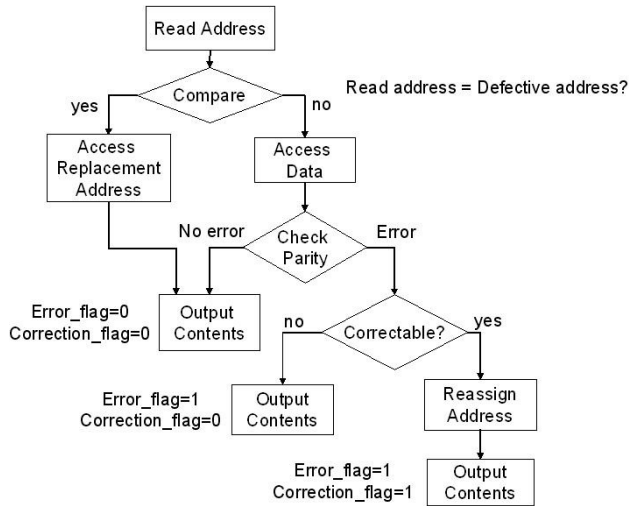 Read Address
Compare
Read address = Defective address?
yes
no
Access
Replacement
Address
Access
Data
No error
Check
Parity
Error
Error_flag=0
Correction_flag=0
Output
Contents
no
Correctable?
yes
Error_flag=1
Correction_flag=0
Output
Contents
Reassign
Address
Error_flag=1
Correction_flag=1
Output
Contents